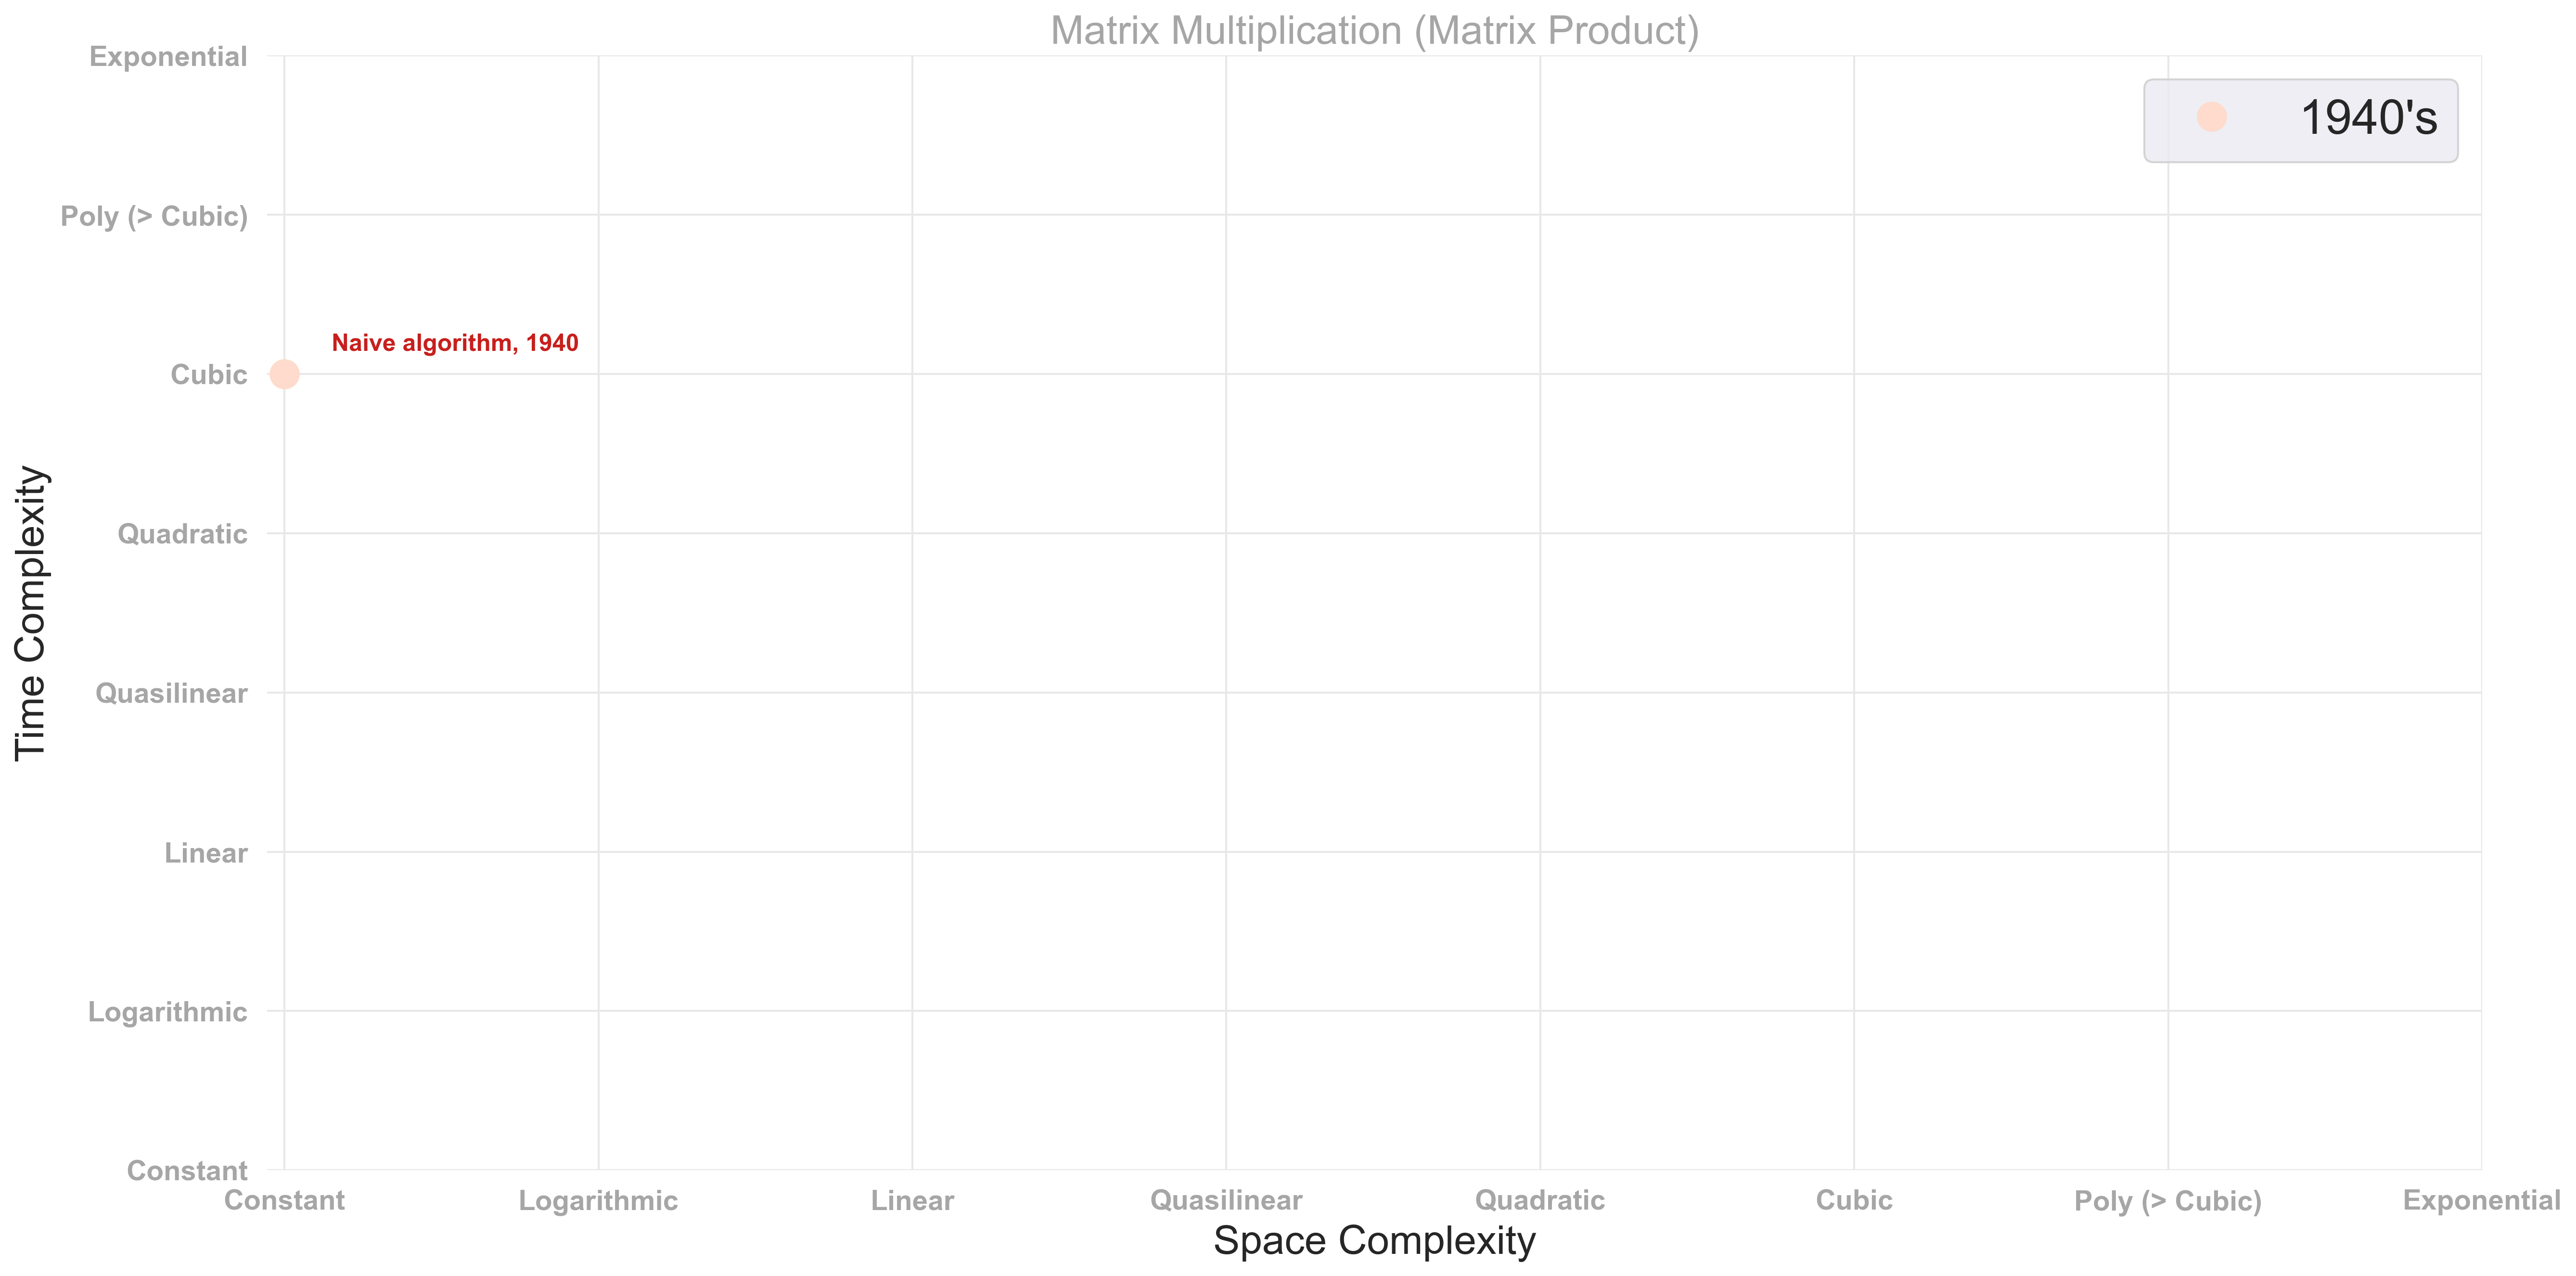 Matrix Multiplication (Matrix Product)
1940's
Exponential
Poly (> Cubic)
Naive algorithm, 1940
Cubic
Quadratic
Quasilinear
Linear
Logarithmic
Constant
Time Complexity
Constant Logarithmic Linear Quasilinear Quadratic Cubic Poly (> Cubic) Exponential
Space Complexity